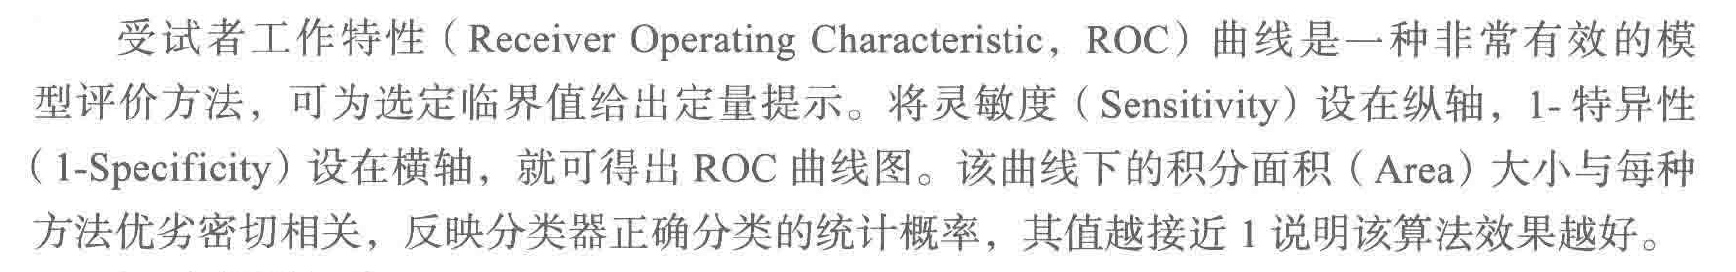 受试者工作特性（Receiver Operating Characteristic，ROC）曲线是一种非常有效的模
型评价方法，可为选定临界值给出定量提示。将灵敏度（Sensitivity）设在纵轴，1- 特异性
（1-Specificity）设在横轴，就可得出 ROC 曲线图。该曲线下的积分面积（Area）大小与每种
方法优劣密切相关，反映分类器正确分类的统计概率，其值越接近 1 说明该算法效果越好。